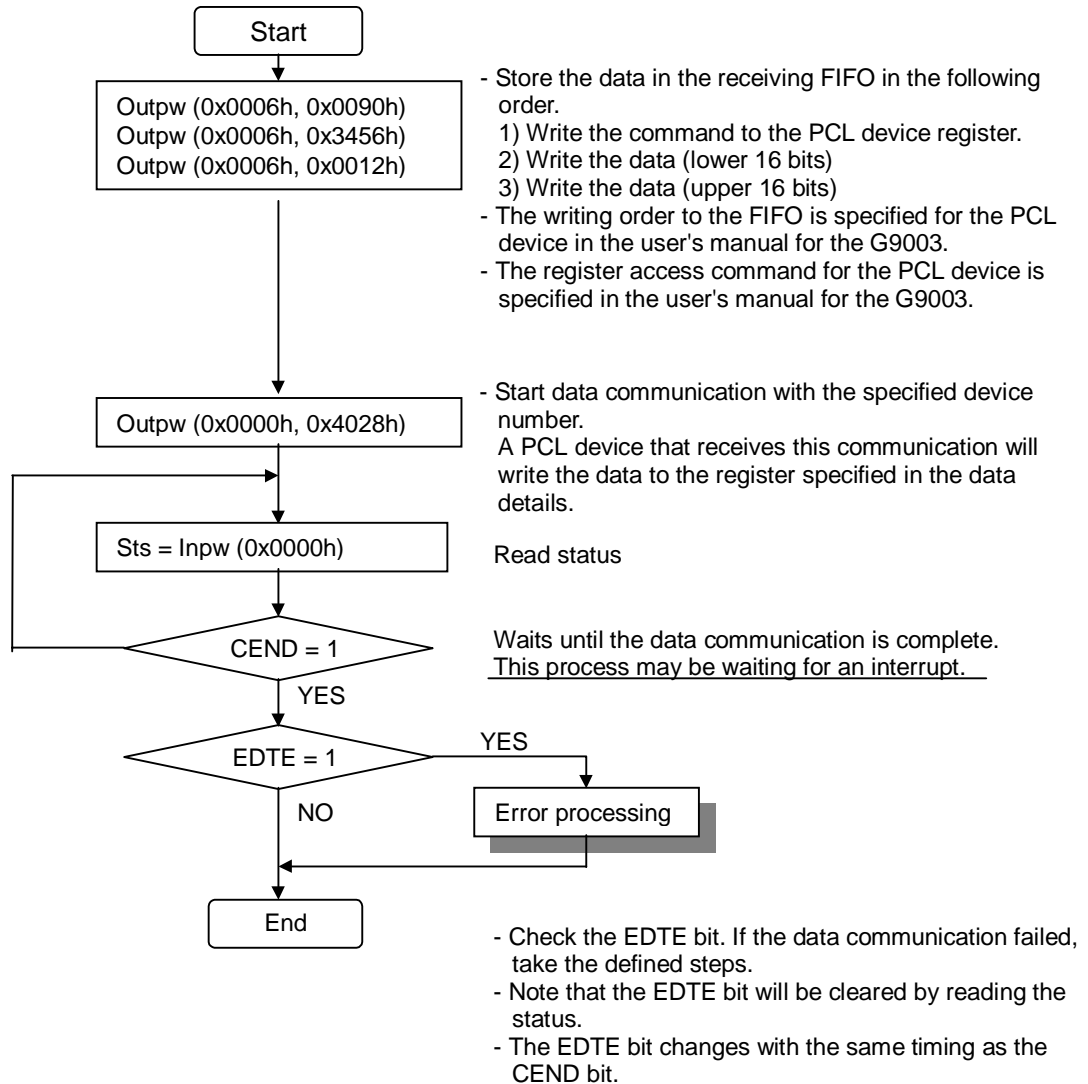 Start
Outpw (0x0006h, 0x0090h)
Outpw (0x0006h, 0x3456h)
Outpw (0x0006h, 0x0012h)
- Store the data in the receiving FIFO in the following
order.
1) Write the command to the PCL device register.
2) Write the data (lower 16 bits)
3) Write the data (upper 16 bits)
- The writing order to the FIFO is specified for the PCL
device in the user's manual for the G9003.
- The register access command for the PCL device is
specified in the user's manual for the G9003.
Outpw (0x0000h, 0x4028h)
- Start data communication with the specified device
number.
A PCL device that receives this communication will
write the data to the register specified in the data
details.
Sts = Inpw (0x0000h)
Read status
CEND = 1
Waits until the data communication is complete.
This process may be waiting for an interrupt.
YES
EDTE = 1
YES
NO
Error processing
End
- Check the EDTE bit. If the data communication failed,
take the defined steps.
- Note that the EDTE bit will be cleared by reading the
status.
- The EDTE bit changes with the same timing as the
CEND bit.